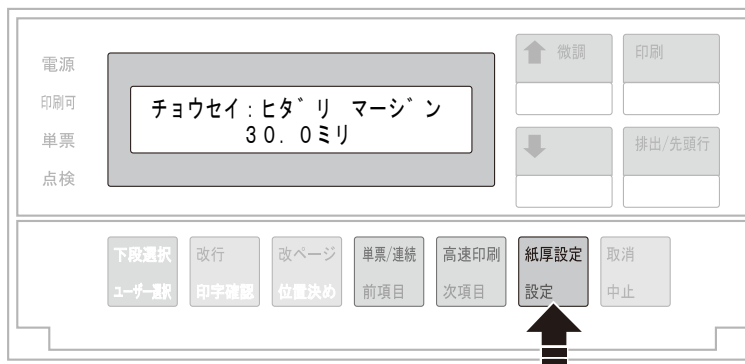 電源
印刷可
単票
点検
チョウセイ:ヒダリ マージン
30.0ミリ
微調
印刷
排出/先頭行
下段選択
ユーザー選択
改行
印字確認
改ページ
位置決め
単票/連続
前項目
高速印刷
次項目
紙厚設定
設定
取消
中止